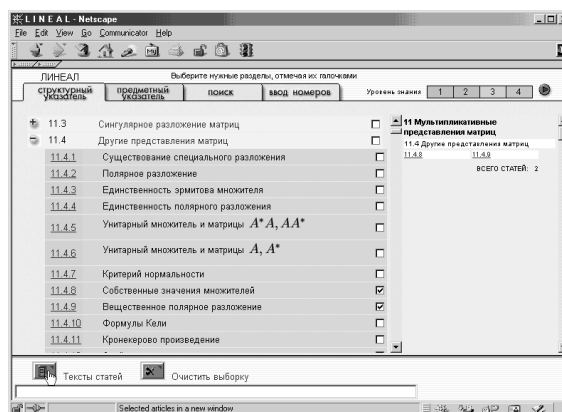 LINEAL - Netscape
File Edit View Go Communicator Help
ЛИНЕАЛ
Выберите нужные разделы, отмечая их галочками
структурный указатель
предметный указатель
поиск
ввод номеров
Уровень знания 1 2 3 4
11.3 Сингулярное разложение матриц
11.4 Другие представления матриц
11.4.1 Существование специального разложения
11.4.2 Полярное разложение
11.4.3 Единственность эрмитова множителя
11.4.4 Единственность полярного разложения
11.4.5 Унитарный множитель и матрицы A*A, AA*
11.4.6 Унитарный множитель и матрицы A, A*
11.4.7 Критерий нормальности
11.4.8 Собственные значения множителей
11.4.9 Вещественное полярное разложение
11.4.10 Формулы Кели
11.4.11 Кронекерово произведение
11 Мультипликативные
представления матриц
11.4 Другие представления матриц
11.4.8 11.4.9
ВСЕГО СТАТЕЙ: 2
Тексты статей
Очистить выборку
Selected articles in a new window